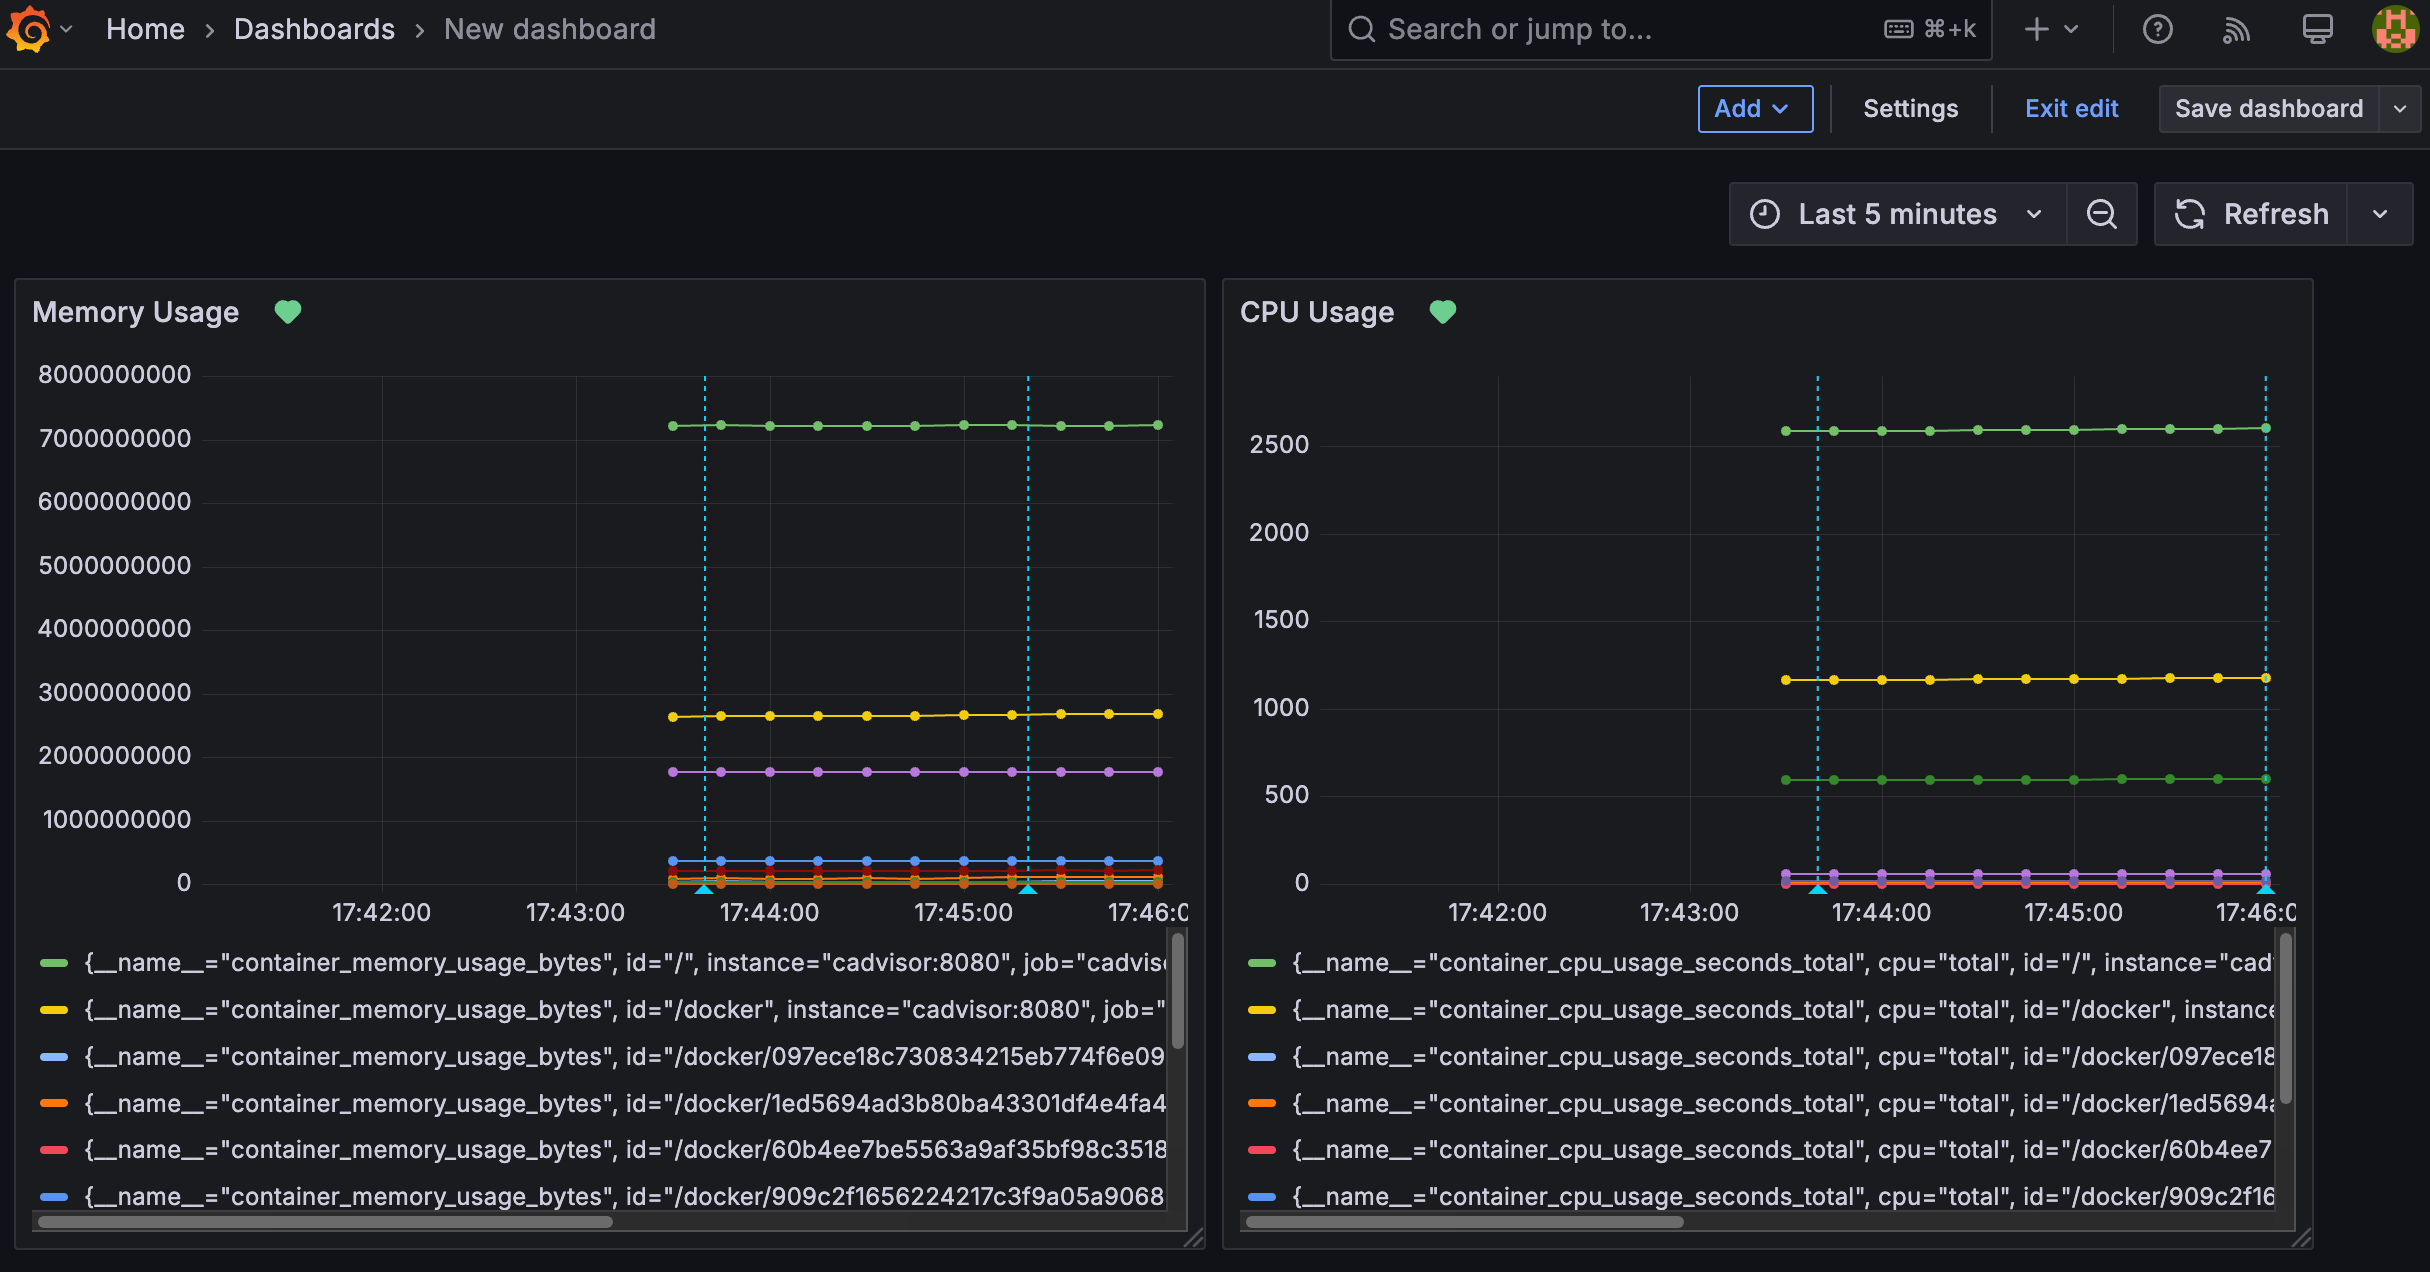 Home › Dashboards › New dashboard
Search or jump to... ⌘+k
Add Settings Exit edit Save dashboard
Last 5 minutes Refresh
Memory Usage
8000000000
7000000000
6000000000
5000000000
4000000000
3000000000
2000000000
1000000000
0
17:42:00 17:43:00 17:44:00 17:45:00 17:46:0
{__name__="container_memory_usage_bytes", id="/", instance="cadvisor:8080", job="cadvis
{__name__="container_memory_usage_bytes", id="/docker", instance="cadvisor:8080", job="
{__name__="container_memory_usage_bytes", id="/docker/097ece18c730834215eb774f6e09
{__name__="container_memory_usage_bytes", id="/docker/1ed5694ad3b80ba43301df4e4fa4
{__name__="container_memory_usage_bytes", id="/docker/60b4ee7be5563a9af35bf98c3518
{__name__="container_memory_usage_bytes", id="/docker/909c2f1656224217c3f9a05a9068
CPU Usage
2500
2000
1500
1000
500
0
17:42:00 17:43:00 17:44:00 17:45:00 17:46:0
{__name__="container_cpu_usage_seconds_total", cpu="total", id="/", instance="cad
{__name__="container_cpu_usage_seconds_total", cpu="total", id="/docker", instance
{__name__="container_cpu_usage_seconds_total", cpu="total", id="/docker/097ece18
{__name__="container_cpu_usage_seconds_total", cpu="total", id="/docker/1ed5694a
{__name__="container_cpu_usage_seconds_total", cpu="total", id="/docker/60b4ee7
{__name__="container_cpu_usage_seconds_total", cpu="total", id="/docker/909c2f16